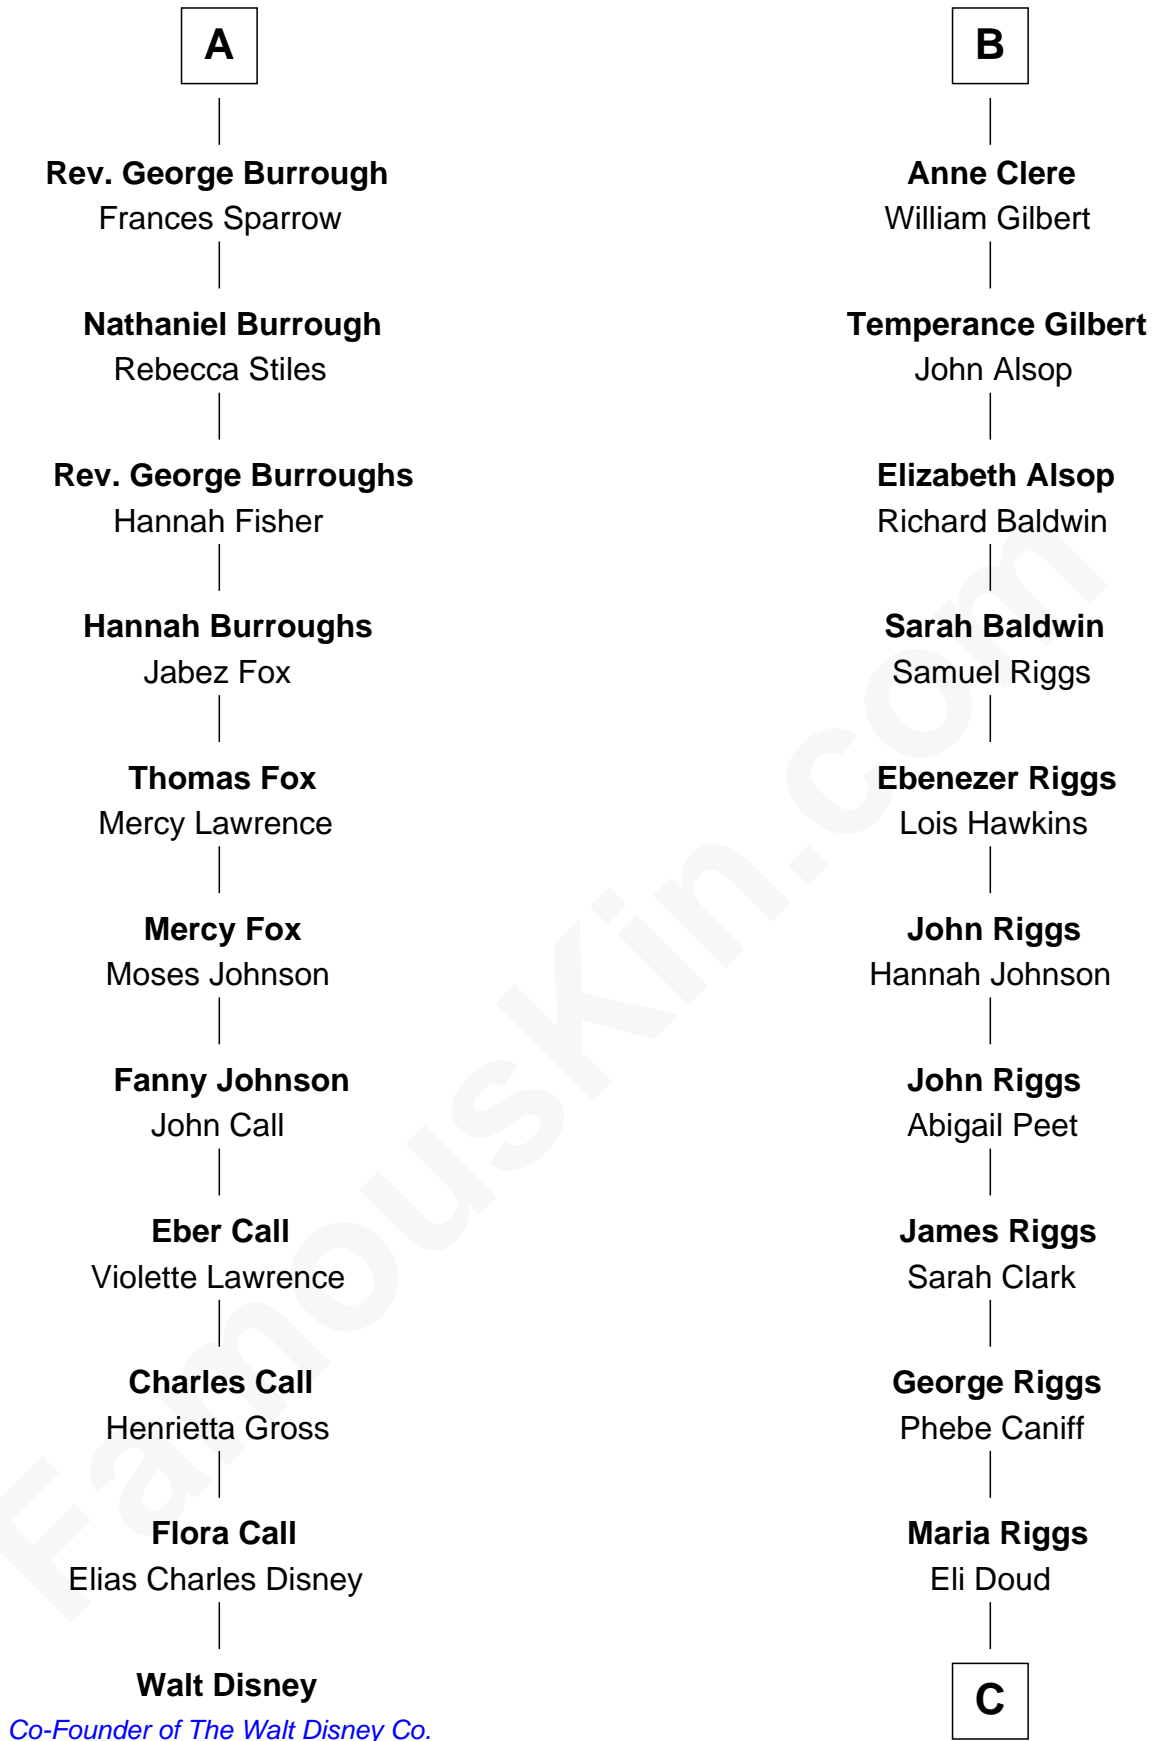 A
Rev. George Burrough
Frances Sparrow
Nathaniel Burrough
Rebecca Stiles
Rev. George Burroughs
Hannah Fisher
Hannah Burroughs
Jabez Fox
Thomas Fox
Mercy Lawrence
Mercy Fox
Moses Johnson
Fanny Johnson
John Call
Eber Call
Violette Lawrence
Charles Call
Henrietta Gross
Flora Call
Elias Charles Disney
Walt Disney
Co-Founder of The Walt Disney Co.
B
Anne Clere
William Gilbert
Temperance Gilbert
John Alsop
Elizabeth Alsop
Richard Baldwin
Sarah Baldwin
Samuel Riggs
Ebenezer Riggs
Lois Hawkins
John Riggs
Hannah Johnson
John Riggs
Abigail Peet
James Riggs
Sarah Clark
George Riggs
Phebe Caniff
Maria Riggs
Eli Doud
C
FamousKin.com